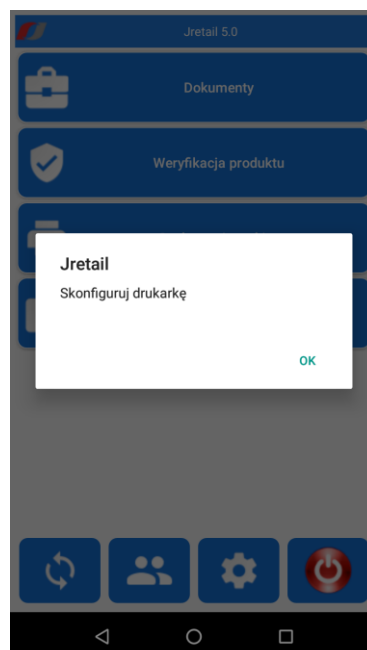 Jretail 5.0
Dokumenty
Weryfikacja produktu
Jretail
Skonfiguruj drukarkę
OK